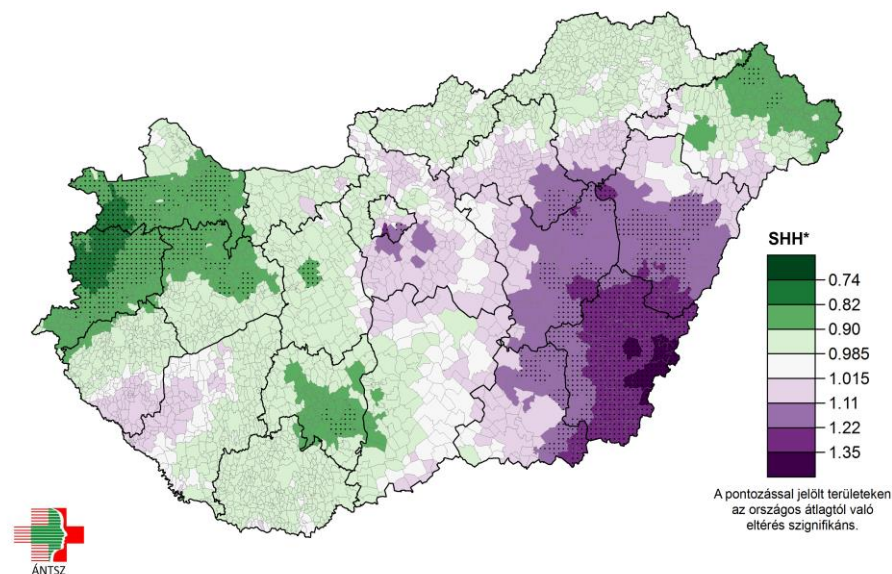 SHH*
0.74
0.82
0.90
0.985
1.015
1.11
1.22
1.35
A pontozással jelölt területeken
az országos átlagtól való
eltérés szignifikáns.
ÁNTSZ